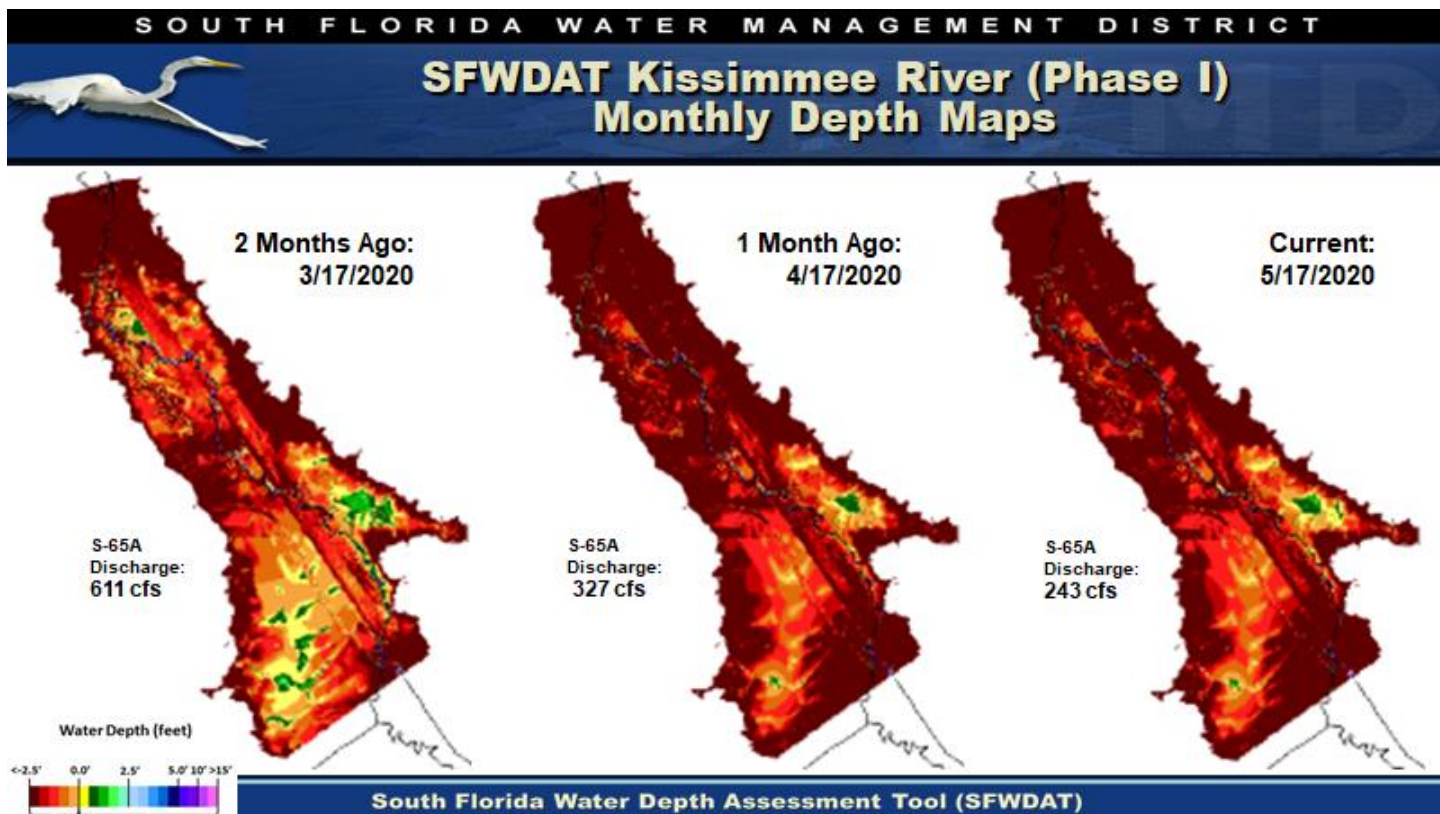 SOUTH FLORIDA WATER MANAGEMENT DISTRICT
SFWDAT Kissimmee River (Phase I)
Monthly Depth Maps
2 Months Ago:
3/17/2020
1 Month Ago:
4/17/2020
Current:
5/17/2020
S-65A
Discharge:
611 cfs
S-65A
Discharge:
327 cfs
S-65A
Discharge:
243 cfs
Water Depth (feet)
<-2.5' 0.0' 2.5' 5.0' 10' >15'
South Florida Water Depth Assessment Tool (SFWDAT)